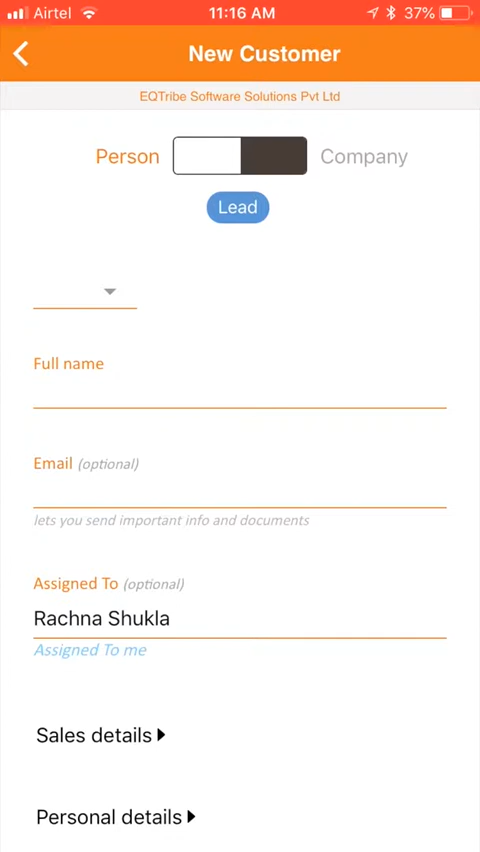 Airtel 11:16 AM 37%
New Customer
EQTribe Software Solutions Pvt Ltd
Person Company
Lead
Full name
Email (optional)
lets you send important info and documents
Assigned To (optional)
Rachna Shukla
Assigned To me
Sales details
Personal details